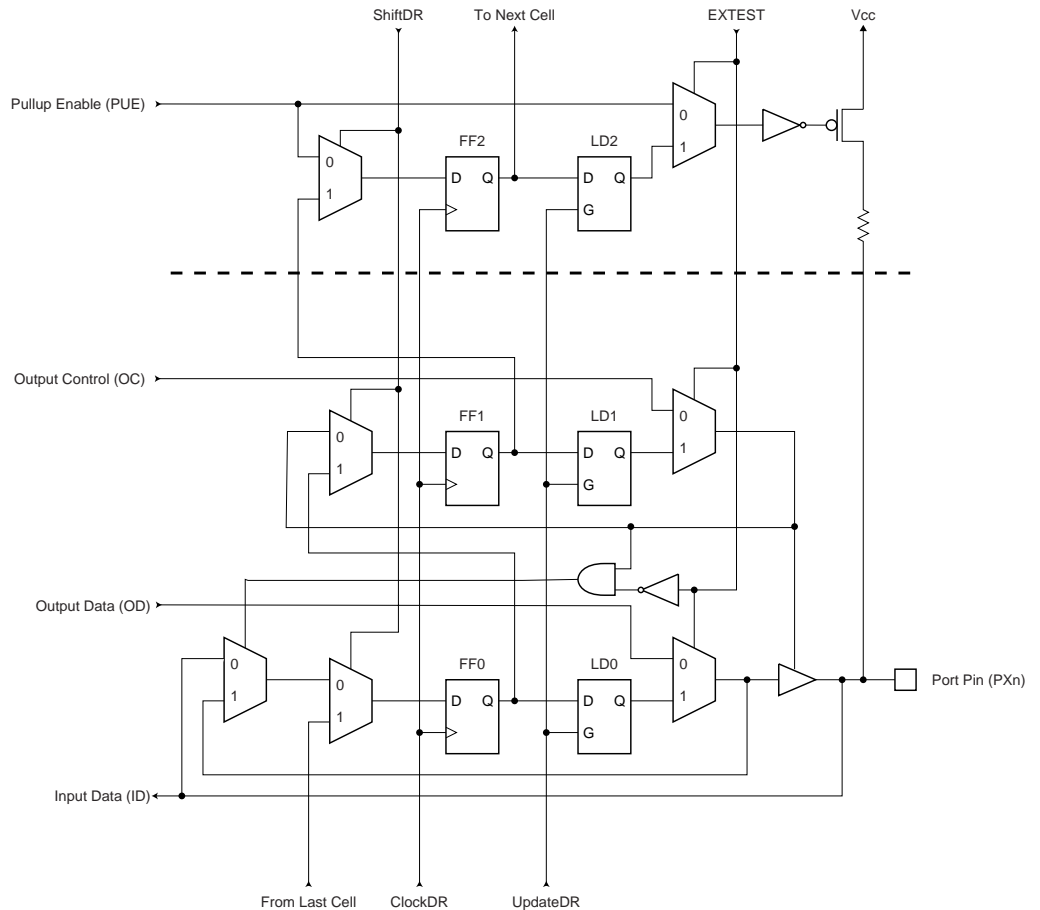 ShiftDR To Next Cell EXTEST Vcc
Pullup Enable (PUE)
0
1
FF2
D Q
LD2
D Q
G
0
1
Output Control (OC)
0
1
FF1
D Q
LD1
D Q
G
0
1
Output Data (OD)
0
1
0
1
FF0
D Q
LD0
D Q
G
0
1
Port Pin (PXn)
Input Data (ID)
From Last Cell ClockDR UpdateDR